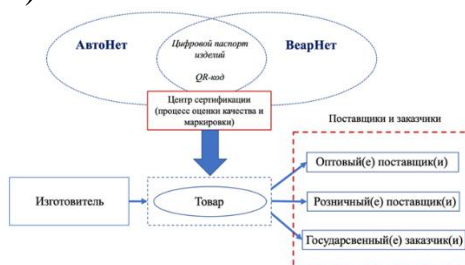 АвтоНет
Цифровой паспорт
изделий
QR-код
ВеарНет
Центр сертификации
(процесс оценки качества и
маркировки)
Поставщики и заказчики
Оптовый(е) поставщик(и)
Изготовитель
Товар
Розничный(е) поставщик(и)
Государсвенный(е) заказчик(и)